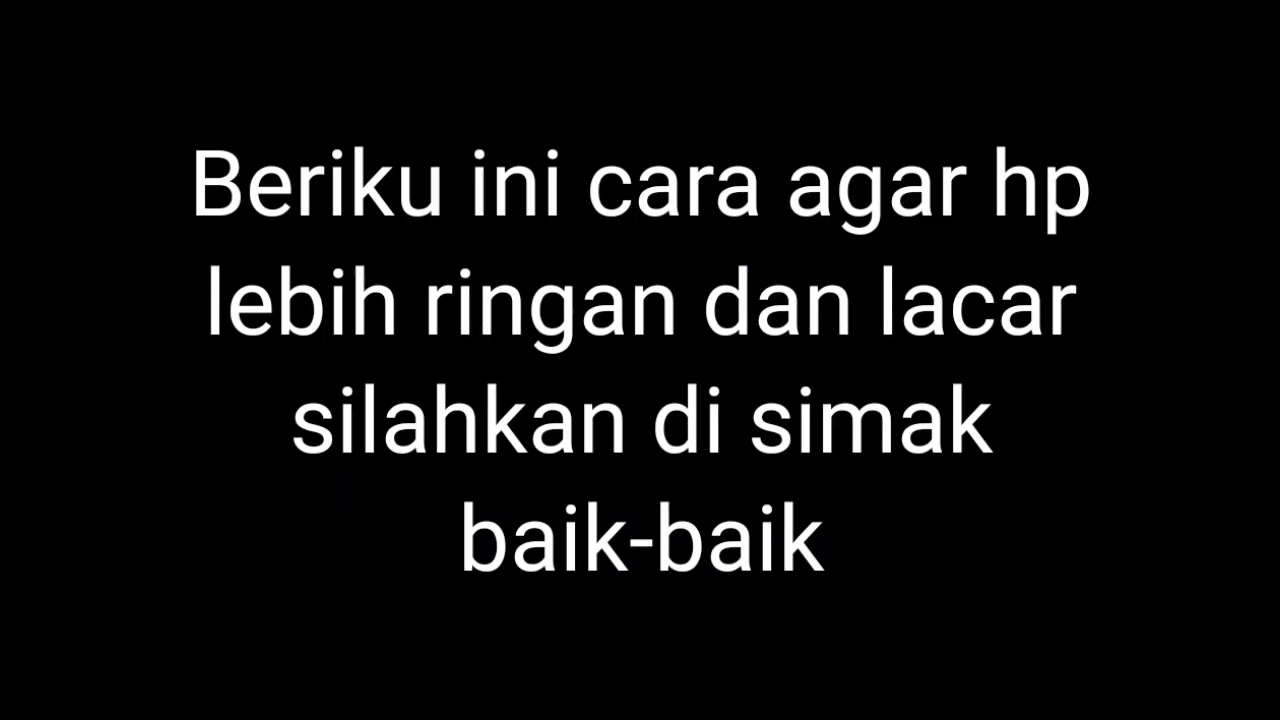 Beriku ini cara agar hp
lebih ringan dan lacar
silahkan di simak
baik-baik